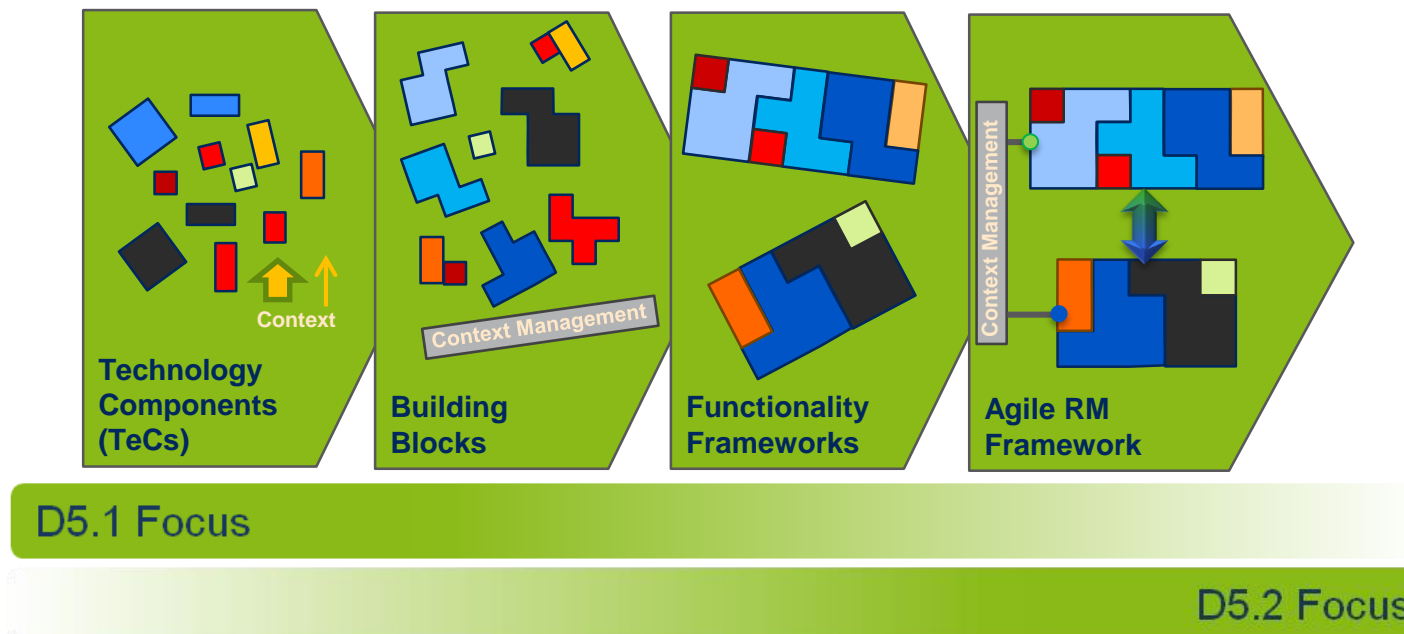 Context
Technology
Components
(TeCs)
Context Management
Building
Blocks
Functionality
Frameworks
Context Management
Agile RM
Framework
D5.1 Focus
D5.2 Focus